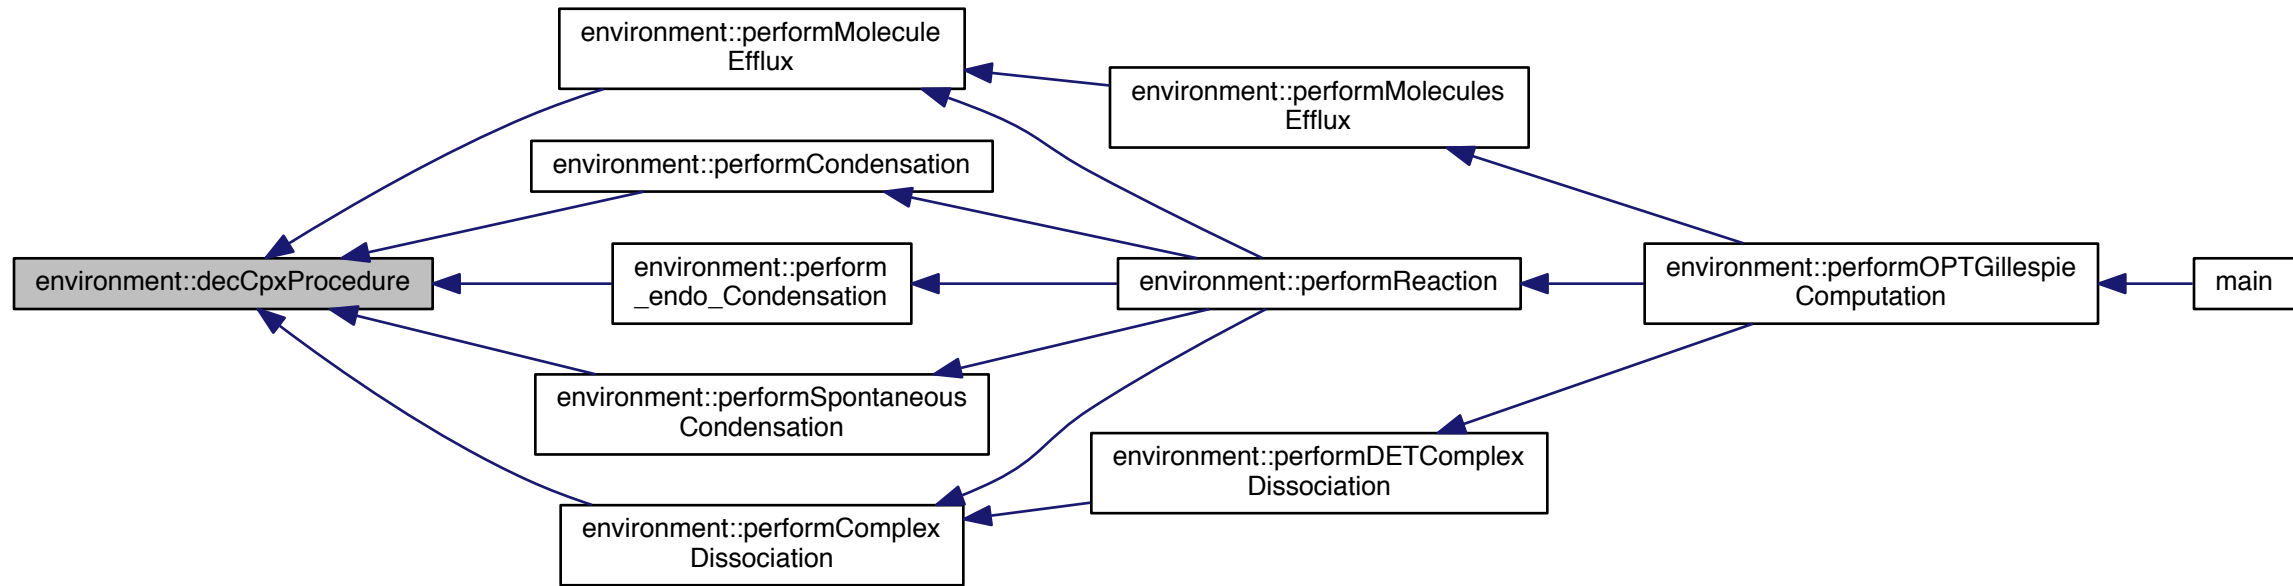 environment::decCpxProcedure
environment::performMolecule
Efflux
environment::performCondensation
environment::perform
_endo_Condensation
environment::performSpontaneous
Condensation
environment::performComplex
Dissociation
environment::performMolecules
Efflux
environment::performReaction
environment::performDETComplex
Dissociation
environment::performOPTGillespie
Computation
main